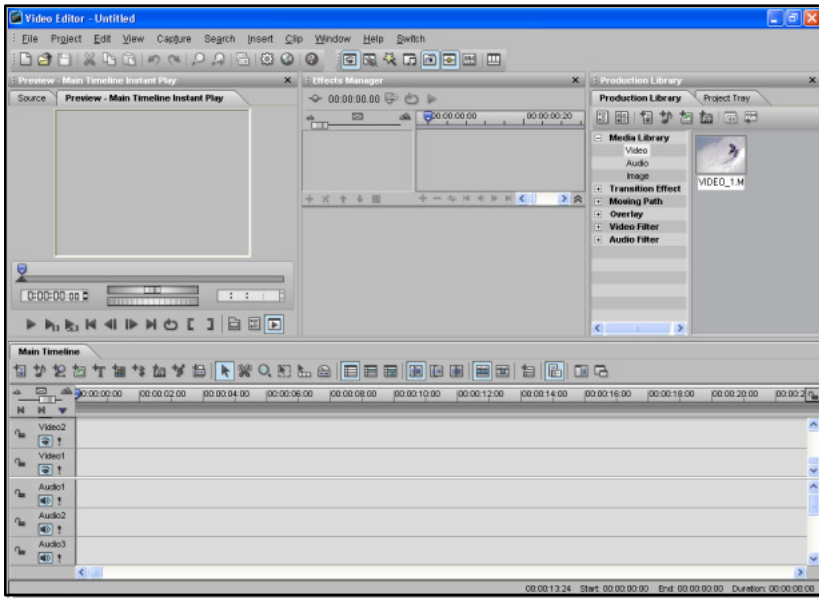 Video Editor - Untitled
File Project Edit View Capture Search Insert Clip Window Help Switch
Preview - Main Timeline Instant Play
Source Preview - Main Timeline Instant Play
0:00:00:00
: : :
Effects Manager
00:00:00.00
00:00:00:00 00:00:00:20
Production Library
Production Library Project Tray
Media Library
Video
Audio
Image
Transition Effect
Moving Path
Overlay
Video Filter
Audio Filter
VIDEO_1.M
Main Timeline
00:00:00:00 00:00:02:00 00:00:04:00 00:00:06:00 00:00:08:00 00:00:10:00 00:00:12:00 00:00:14:00 00:00:16:00 00:00:18:00 00:00:20:00 00:00:2
Video2
Video1
Audio1
Audio2
Audio3
00:00:13:24 Start: 00:00:00:00 End: 00:00:00:00 Duration: 00:00:00:00